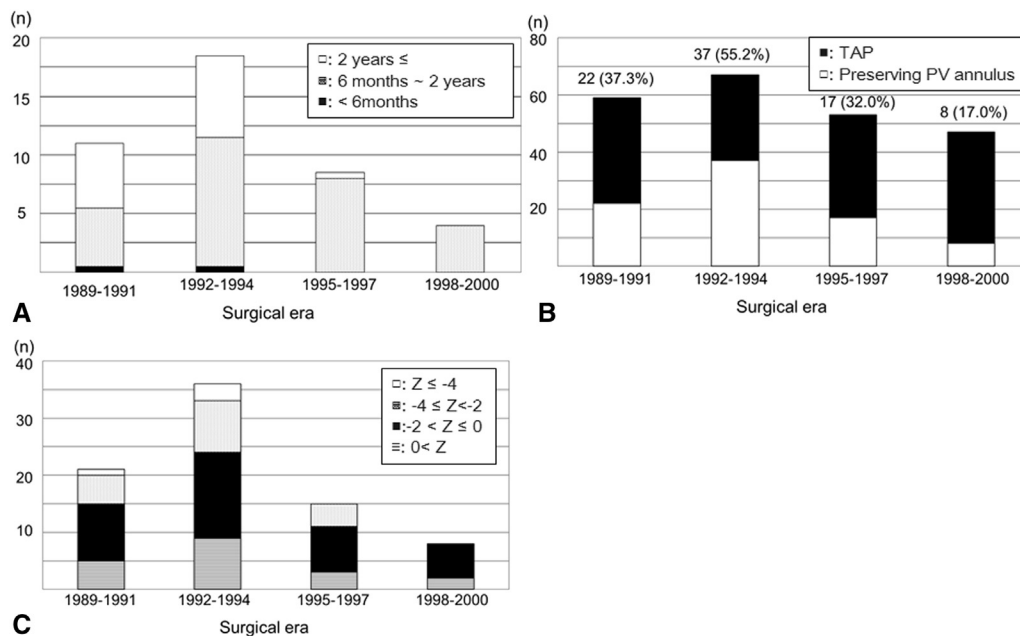 (n)
20
15
10
5
□: 2 years ≤
▒: 6 months ~ 2 years
■: < 6months
1989-1991 1992-1994 1995-1997 1998-2000
Surgical era
A
(n)
80
60
40
20
■: TAP
□: Preserving PV annulus
22 (37.3%)
37 (55.2%)
17 (32.0%)
8 (17.0%)
1989-1991 1992-1994 1995-1997 1998-2000
Surgical era
B
(n)
40
30
20
10
□: Z ≤ -4
▒: -4 ≤ Z<-2
■:-2 < Z ≤ 0
≡: 0< Z
1989-1991 1992-1994 1995-1997 1998-2000
Surgical era
C